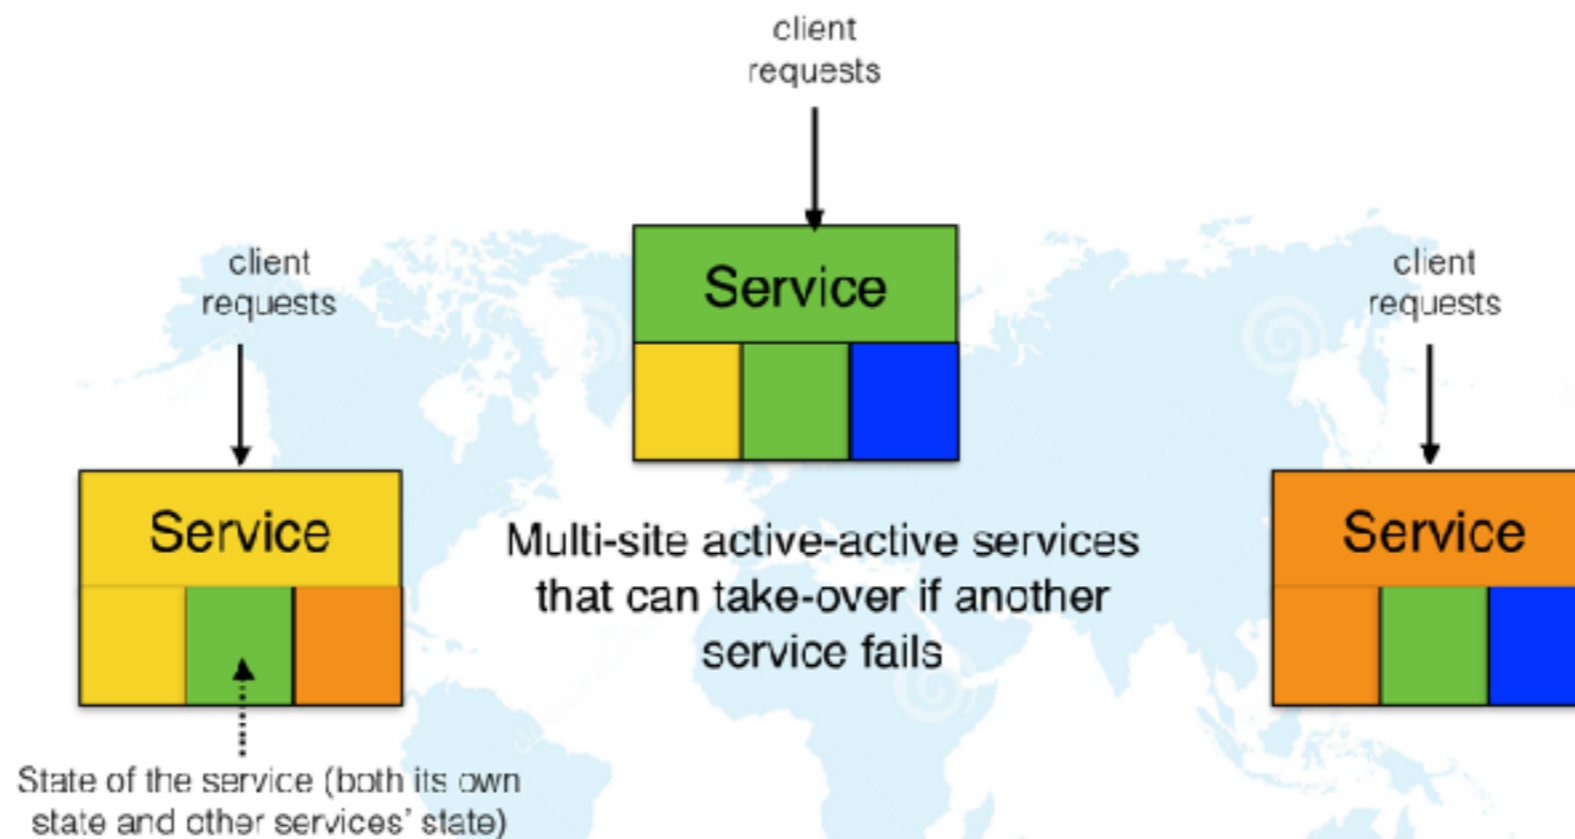 client
requests
client
requests
Service
client
requests
Service
Multi-site active-active services
that can take-over if another
service fails
Service
State of the service (both its own
state and other services' state)